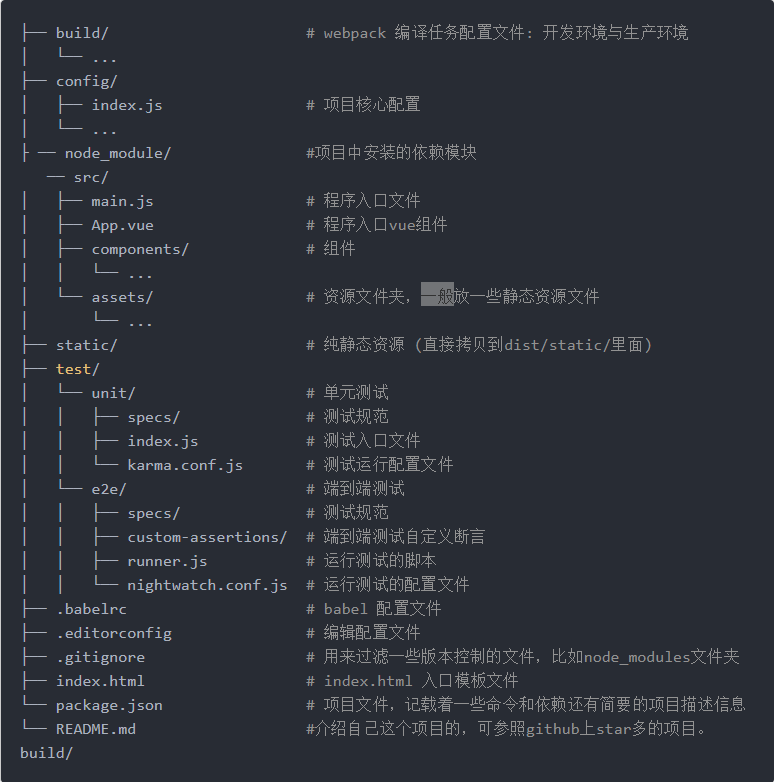 ├── build/                      # webpack 编译任务配置文件: 开发环境与生产环境
│   └── ...
├── config/
│   ├── index.js                # 项目核心配置
│   └── ...
├ ── node_module/               #项目中安装的依赖模块
   ── src/
│   ├── main.js                 # 程序入口文件
│   ├── App.vue                 # 程序入口vue组件
│   ├── components/             # 组件
│   │   └── ...
│   └── assets/                 # 资源文件夹，一般放一些静态资源文件
│       └── ...
├── static/                     # 纯静态资源 (直接拷贝到dist/static/里面)
├── test/
│   └── unit/                   # 单元测试
│   │   ├── specs/              # 测试规范
│   │   ├── index.js            # 测试入口文件
│   │   └── karma.conf.js       # 测试运行配置文件
│   └── e2e/                    # 端到端测试
│   │   ├── specs/              # 测试规范
│   │   ├── custom-assertions/  # 端到端测试自定义断言
│   │   ├── runner.js           # 运行测试的脚本
│   │   └── nightwatch.conf.js  # 运行测试的配置文件
├── .babelrc                    # babel 配置文件
├── .editorconfig               # 编辑配置文件
├── .gitignore                  # 用来过滤一些版本控制的文件，比如node_modules文件夹
├── index.html                  # index.html 入口模板文件
└── package.json                # 项目文件，记载着一些命令和依赖还有简要的项目描述信息
└── README.md                   #介绍自己这个项目的，可参照github上star多的项目。
build/